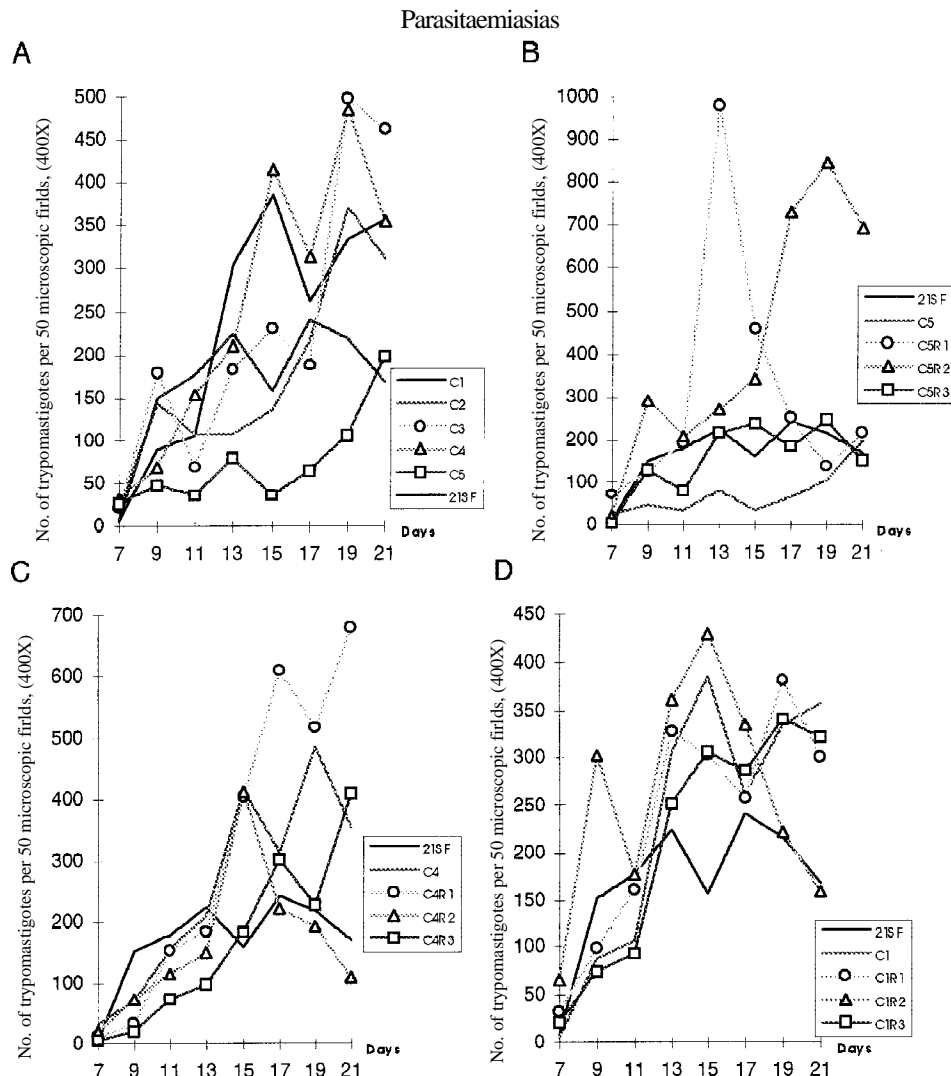 Parasitaemiasias
A
No. of trypomastigotes per 50 microscopic firlds, (400X)
500
450
400
350
300
250
200
150
100
50
0
7 9 11 13 15 17 19 21
Days
C1
C2
C3
C4
C5
21SF
B
No. of trypomastigotes per 50 microscopic firlds, (400X)
1000
900
800
700
600
500
400
300
200
100
0
7 9 11 13 15 17 19 21
Days
21SF
C5
C5R1
C5R2
C5R3
C
No. of trypomastigotes per 50 microscopic firlds, (400X)
700
600
500
400
300
200
100
0
7 9 11 13 15 17 19 21
Days
21SF
C4
C4R1
C4R2
C4R3
D
No. of trypomastigotes per 50 microscopic firlds, (400X)
450
400
350
300
250
200
150
100
50
0
7 9 11 13 15 17 19 21
Days
21SF
C1
C1R1
C1R2
C1R3